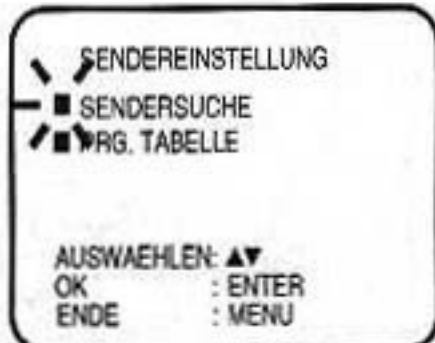 SENDEREINSTELLUNG
■ SENDERSUCHE
■ PRG. TABELLE
AUSWAEHLEN: ▲▼
OK : ENTER
ENDE : MENU